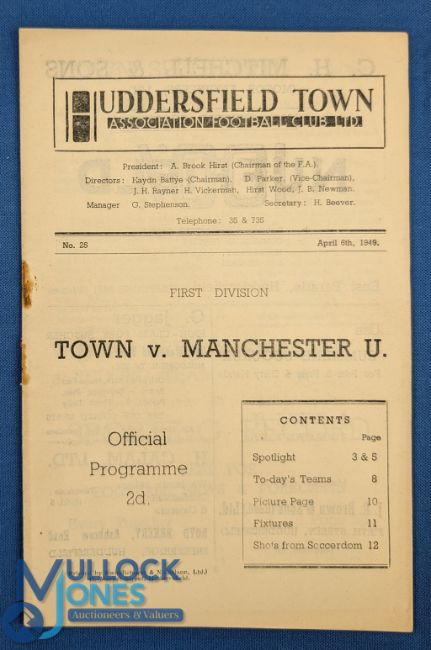 HUDDERSFIELD TOWN
ASSOCIATION FOOTBALL CLUB LTD.
President: A. Brook Hirst (Chairman of the F.A.).
Directors: Haydn Battye (Chairman), D. Parker, (Vice-Chairman),
J. H. Rayner H. Vickerman, Hirst Wood, J. B. Newman.
Manager G. Stephenson. Secretary: H. Beever.
Telephone: 35 & 735
No. 25 April 6th, 1949.
FIRST DIVISION
TOWN v. MANCHESTER U.
Official
Programme
2d.
CONTENTS
Page
Spotlight 3 & 5
To-day's Teams 8
Picture Page 10
Fixtures 11
Shots from Soccerdom 12
MULLOCK
JONES
Auctioneers & Valuers